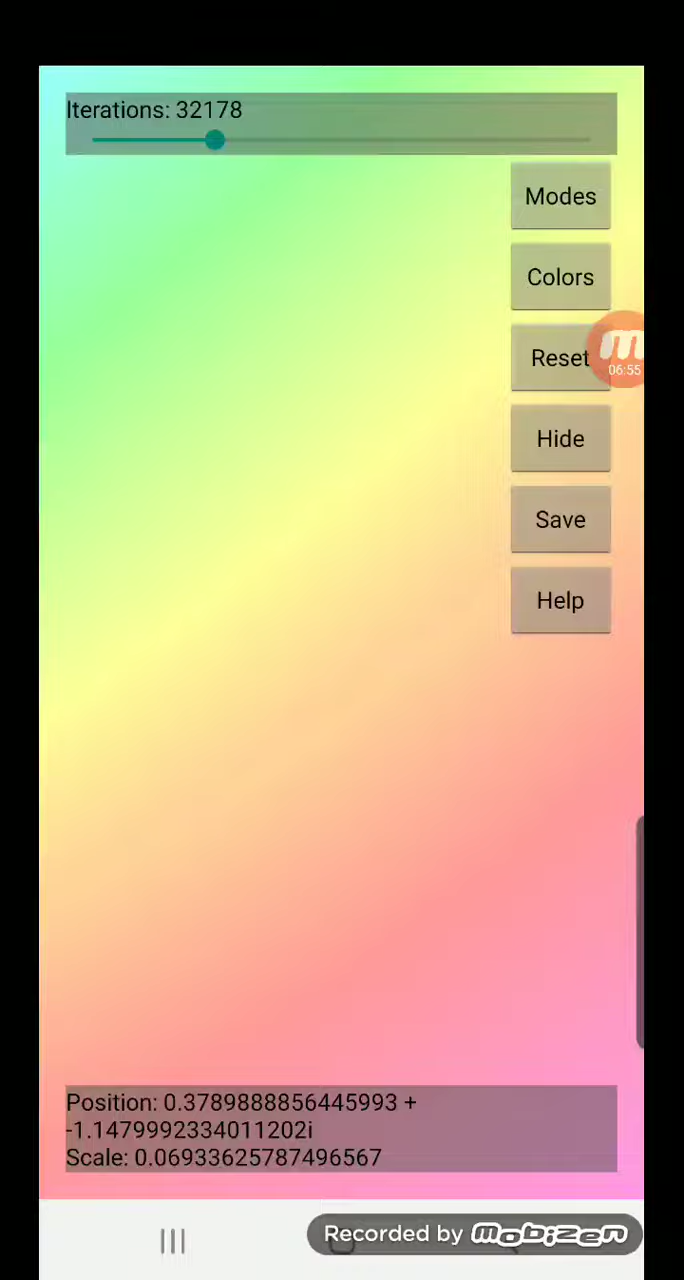 Iterations: 32178
Modes
Colors
Reset
06:55
Hide
Save
Help
Position: 0.3789888856445993 +
-1.1479992334011202i
Scale: 0.06933625787496567
Recorded by mobizen